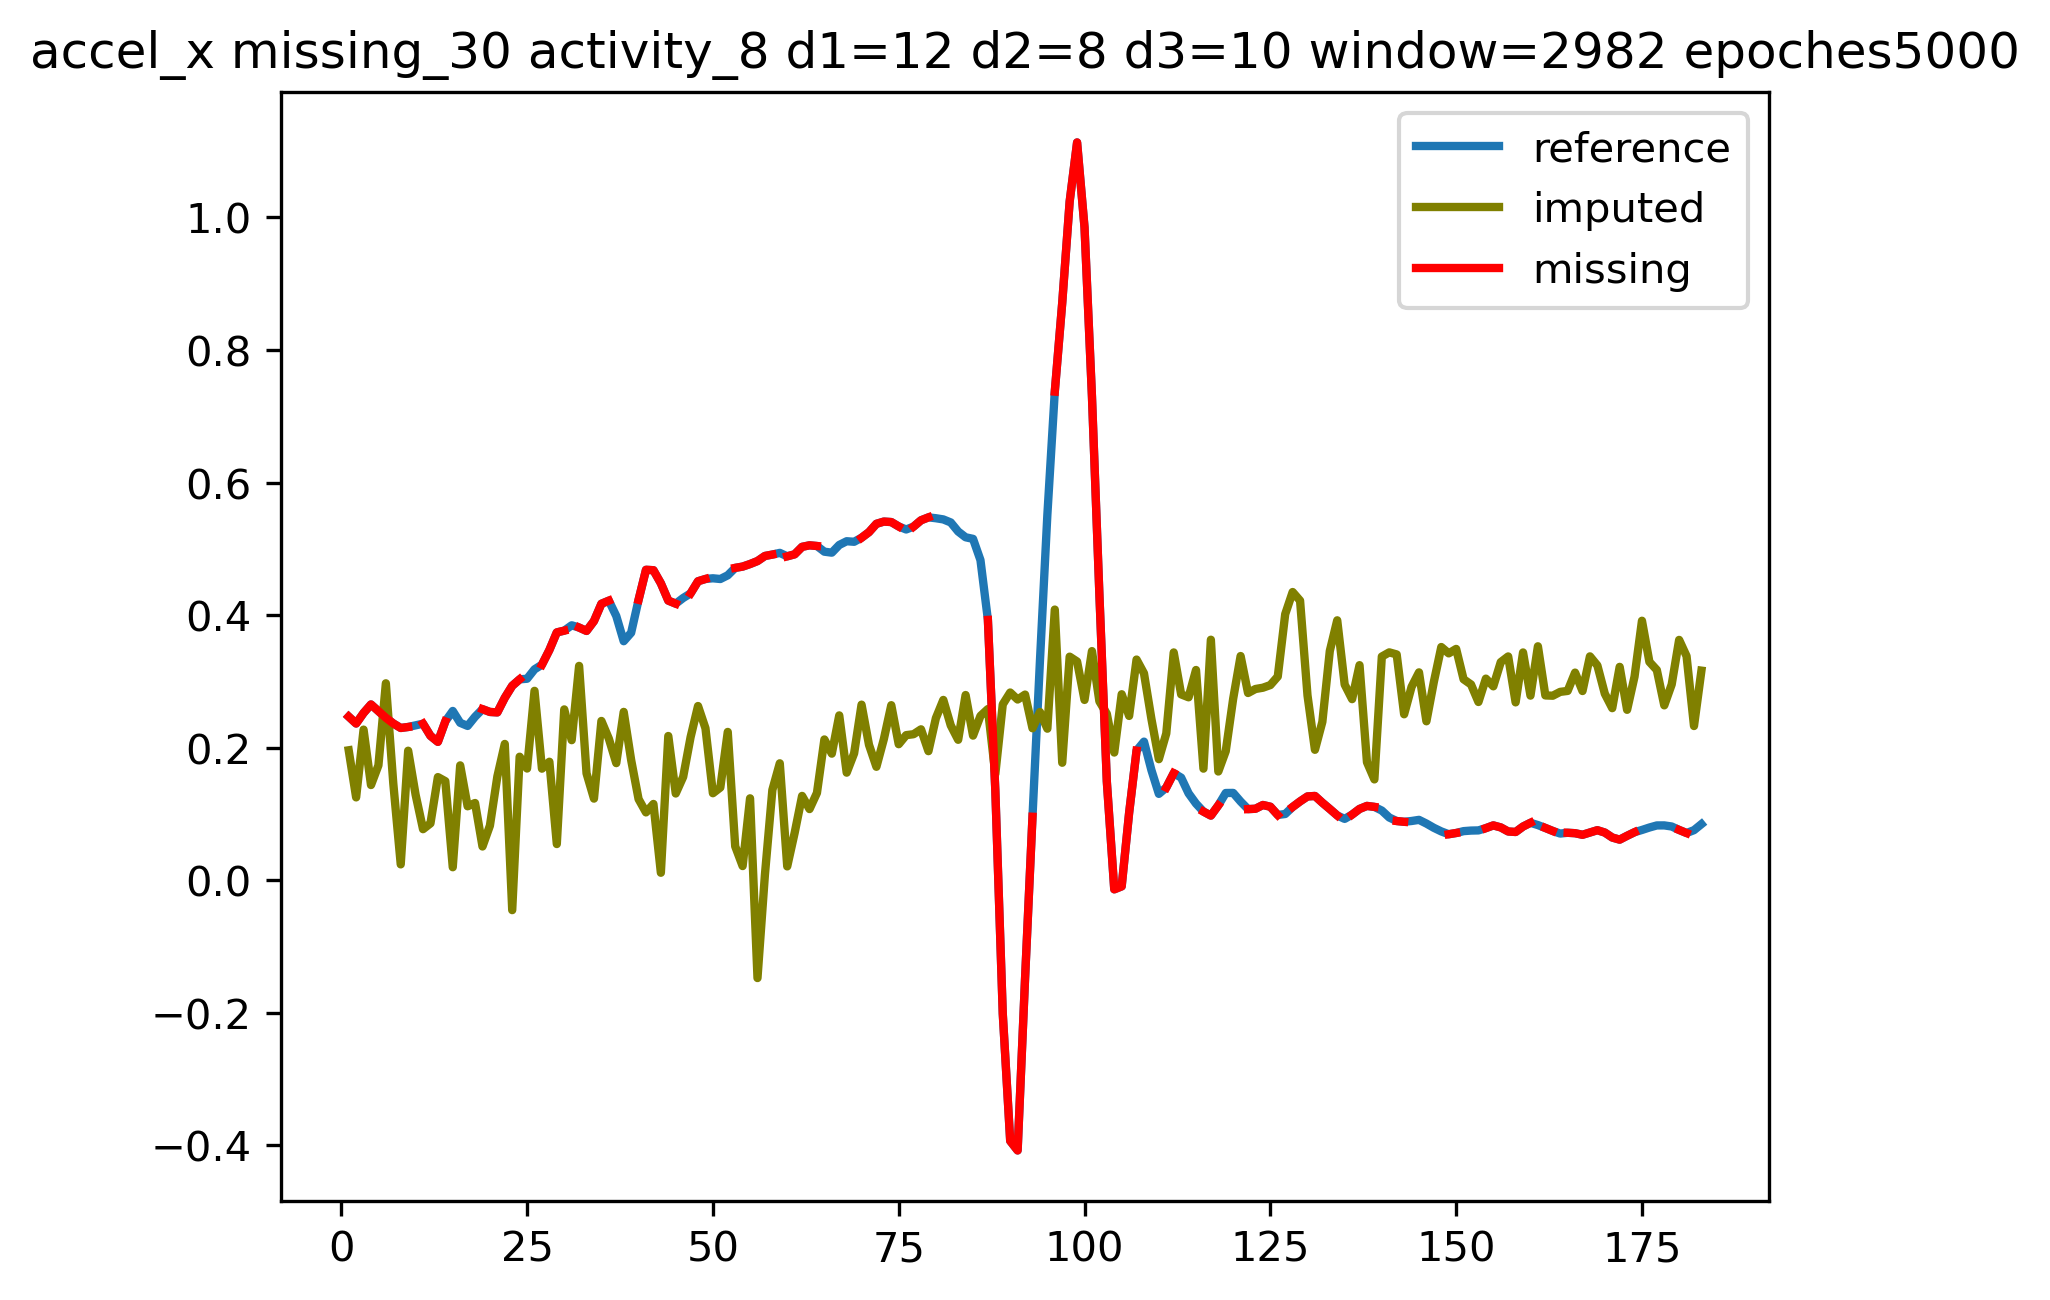 accel_x missing_30 activity_8 d1=12 d2=8 d3=10 window=2982 epoches5000
reference
imputed
missing
1.0
0.8
0.6
0.4
0.2
0.0
−0.2
−0.4
0 25 50 75 100 125 150 175